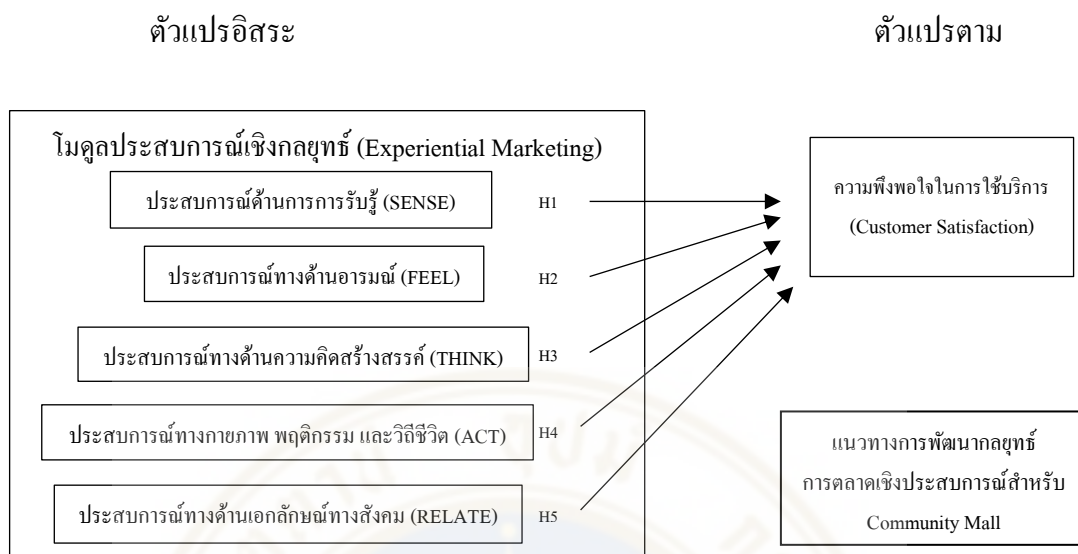 ตัวแปรอิสระ
ตัวแปรตาม
โมดูลประสบการณ์เชิงกลยุทธ์ (Experiential Marketing)
ประสบการณ์ด้านการการรับรู้ (SENSE)
H1
ประสบการณ์ทางด้านอารมณ์ (FEEL)
H2
ประสบการณ์ทางด้านความคิดสร้างสรรค์ (THINK)
H3
ประสบการณ์ทางกายภาพ พฤติกรรม และวิถีชีวิต (ACT)
H4
ประสบการณ์ทางด้านเอกลักษณ์ทางสังคม (RELATE)
H5
ความพึงพอใจในการใช้บริการ
(Customer Satisfaction)
แนวทางการพัฒนากลยุทธ์
การตลาดเชิงประสบการณ์สำหรับ
Community Mall